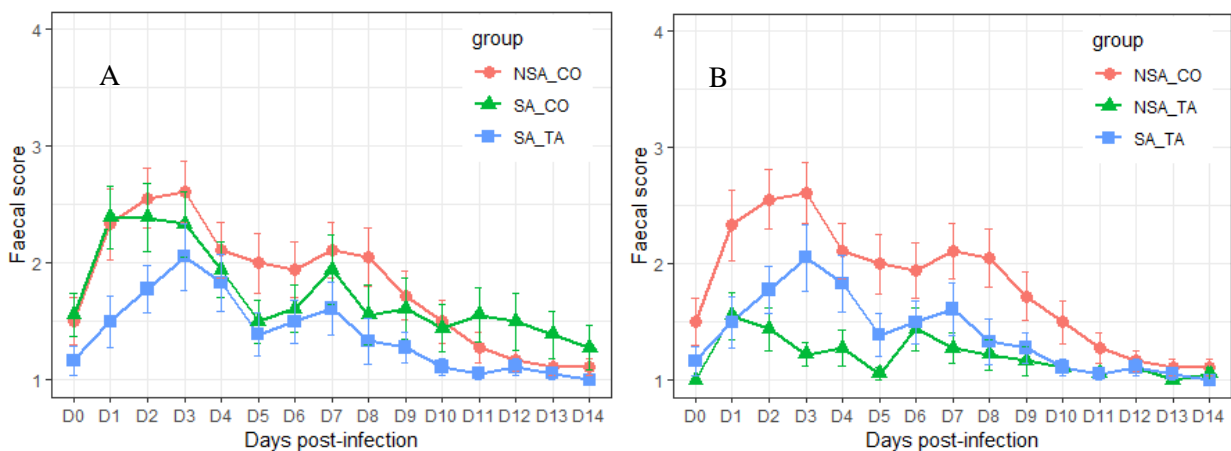 A
Faecal score
4
3
2
1
group
NSA_CO
SA_CO
SA_TA
D0 D1 D2 D3 D4 D5 D6 D7 D8 D9 D10 D11 D12 D13 D14
Days post-infection
B
Faecal score
4
3
2
1
group
NSA_CO
NSA_TA
SA_TA
D0 D1 D2 D3 D4 D5 D6 D7 D8 D9 D10 D11 D12 D13 D14
Days post-infection